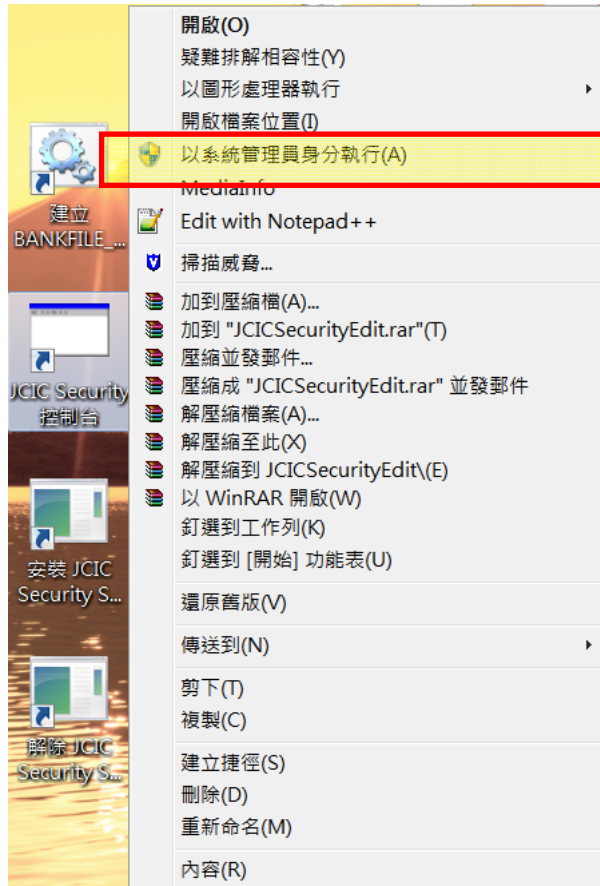 建立
BANKFILE_...
JCIC Security
控制台
安裝 JCIC
Security S...
解除 JCIC
Security S...
開啟(O)
疑難排解相容性(Y)
以圖形處理器執行
開啟檔案位置(I)
以系統管理員身分執行(A)
MediaInfo
Edit with Notepad++
掃描威脅...
加到壓縮檔(A)...
加到 "JCICSecurityEdit.rar"(T)
壓縮並發郵件...
壓縮成 "JCICSecurityEdit.rar" 並發郵件
解壓縮檔案(A)...
解壓縮至此(X)
解壓縮到 JCICSecurityEdit\(E)
以 WinRAR 開啟(W)
釘選到工作列(K)
釘選到 [開始] 功能表(U)
還原舊版(V)
傳送到(N)
剪下(T)
複製(C)
建立捷徑(S)
刪除(D)
重新命名(M)
內容(R)